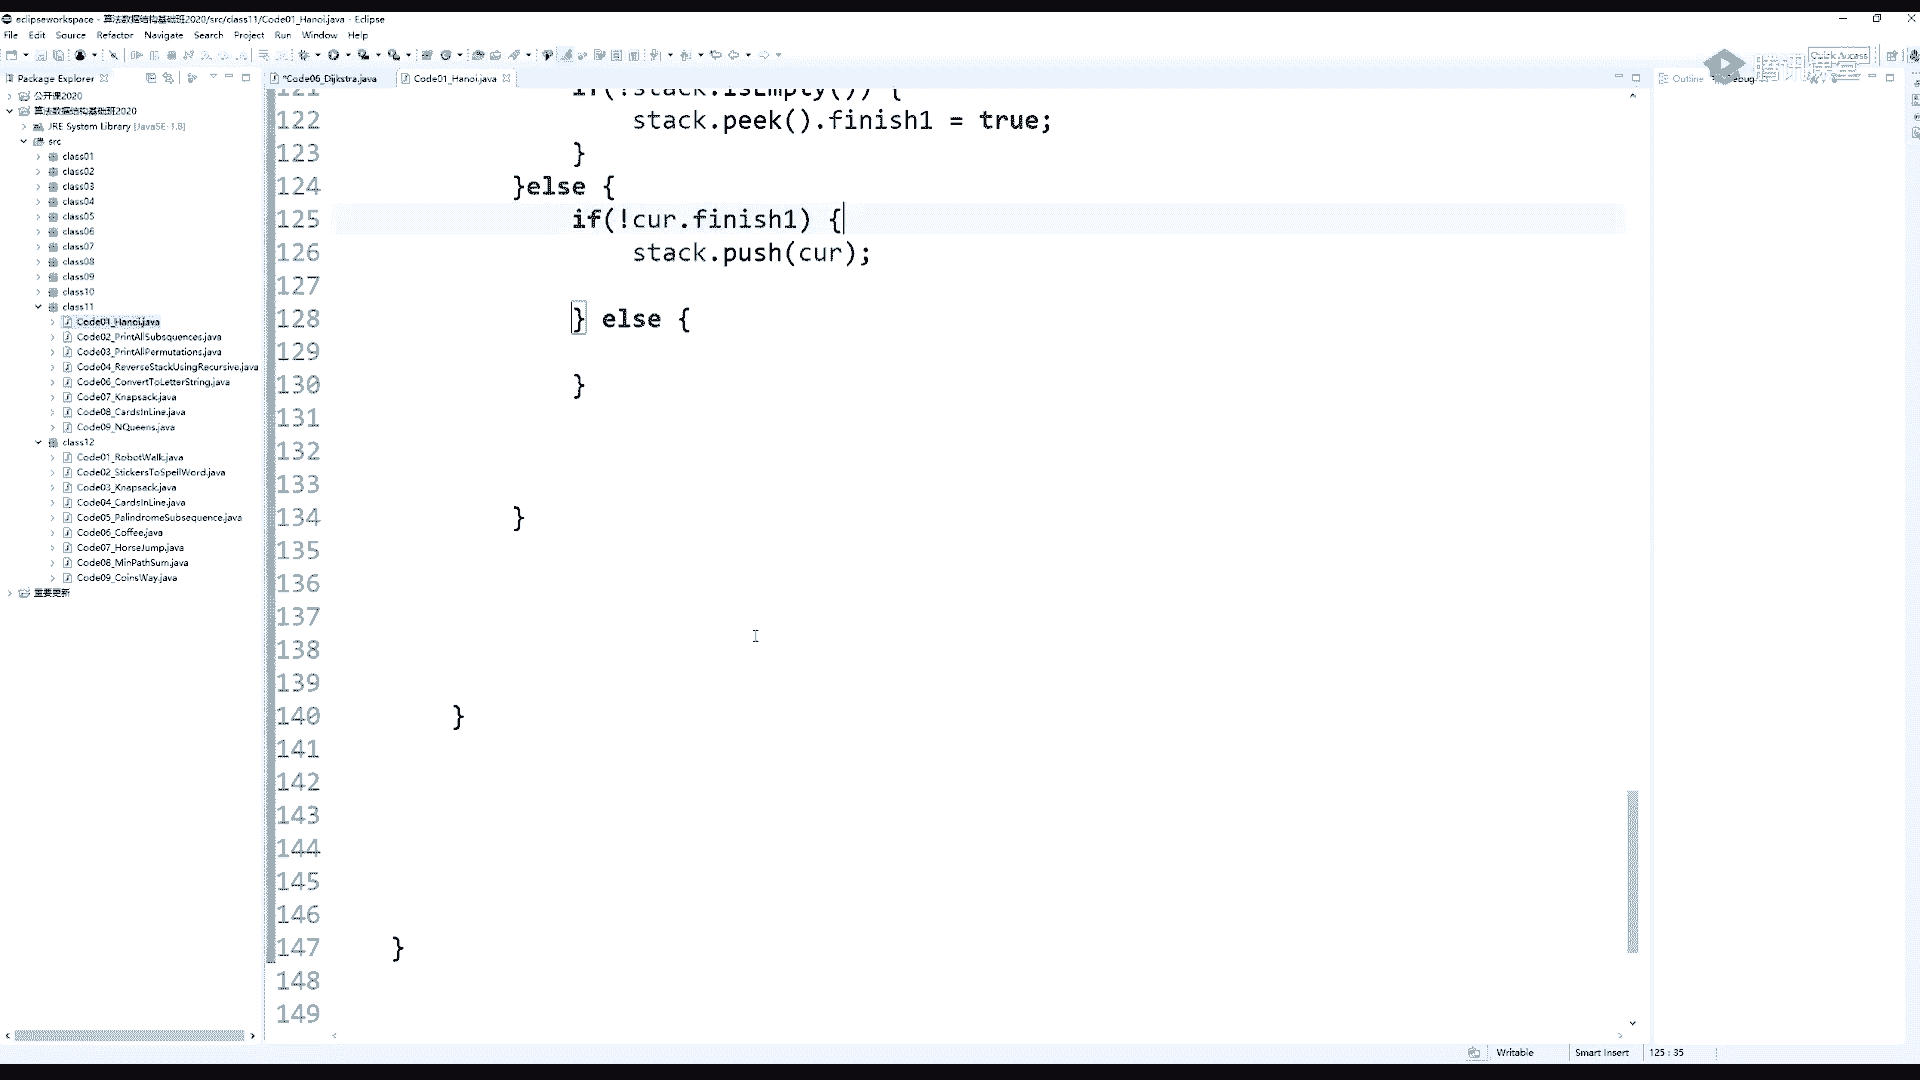 eclipseworkspace - 算法数据结构基础班2020/src/class11/Code01_Hanoi.java - Eclipse
File Edit Source Refactor Navigate Search Project Run Window Help
Quick Access
Package Explorer
*Code06_Dijkstra.java
Code01_Hanoi.java
Outline
Debug
公开课2020
算法数据结构基础班2020
JRE System Library [JavaSE-1.8]
src
class01
class02
class03
class04
class05
class06
class07
class08
class09
class10
class11
Code01_Hanoi.java
Code02_PrintAllSubsquences.java
Code03_PrintAllPermutations.java
Code04_ReverseStackUsingRecursive.java
Code06_ConvertToLetterString.java
Code07_Knapsack.java
Code08_CardsInLine.java
Code09_NQueens.java
class12
Code01_RobotWalk.java
Code02_StickersToSpellWord.java
Code03_Knapsack.java
Code04_CardsInLine.java
Code05_PalindromeSubsequence.java
Code06_Coffee.java
Code07_HorseJump.java
Code08_MinPathSum.java
Code09_CoinsWay.java
重要更新
121 if(!stack.isEmpty()) {
122 stack.peek().finish1 = true;
123 }
124 }else {
125 if(!cur.finish1) {
126 stack.push(cur);
127
128 } else {
129
130 }
131
132
133
134 }
135
136
137
138
139
140 }
141
142
143
144
145
146
147 }
148
149
Writable Smart Insert 125 : 35